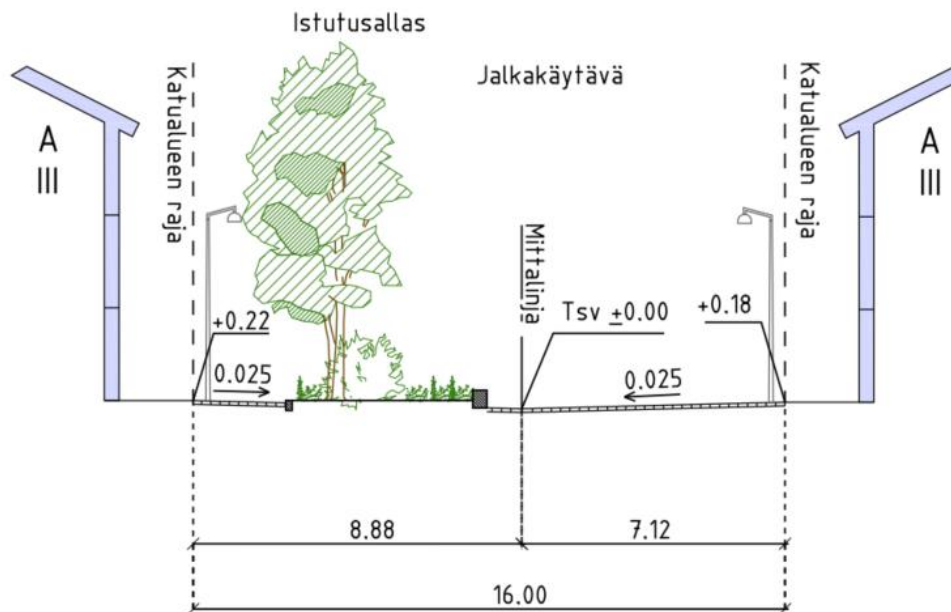 Istutusallas
Jalkakäytävä
Katualueen raja
Katualueen raja
A
III
A
III
Mittalinja
+0.22
Tsv ±0.00
+0.18
0.025
0.025
8.88
7.12
16.00